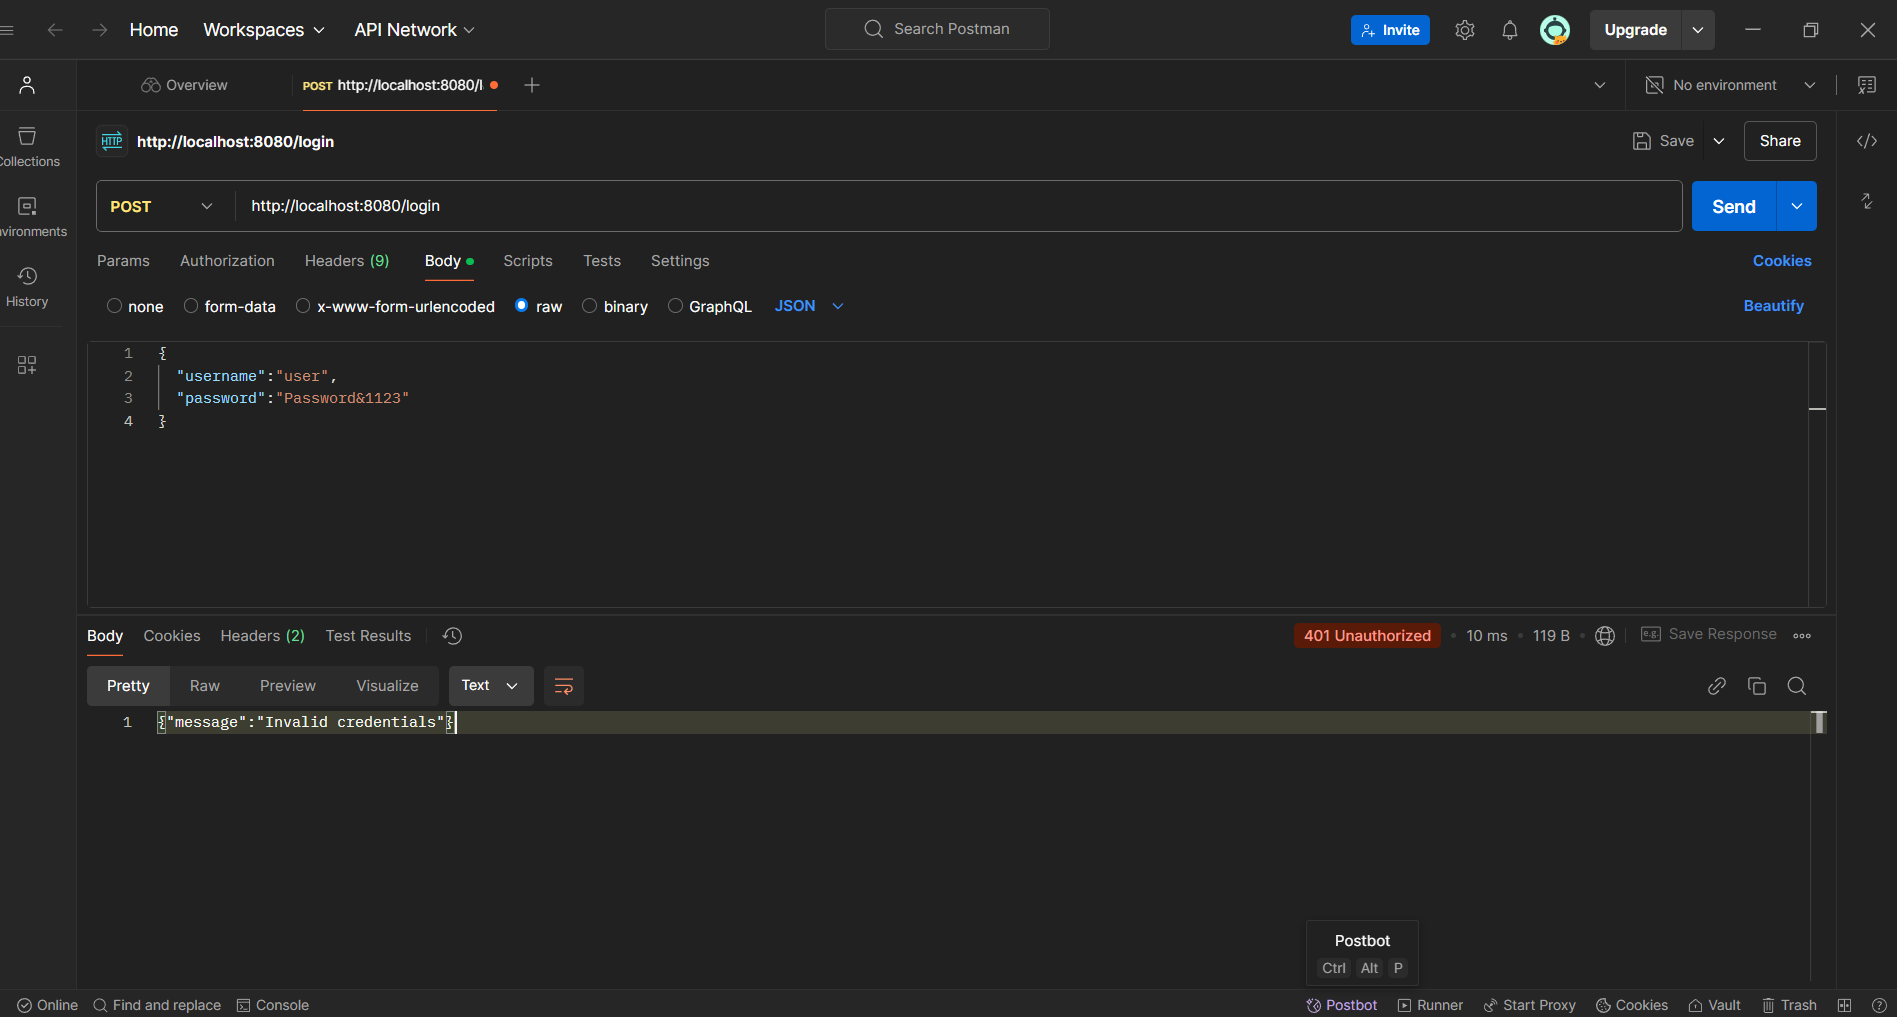 Home Workspaces API Network Search Postman Invite Upgrade
Overview POST http://localhost:8080/l No environment
HTTP http://localhost:8080/login Save Share
POST http://localhost:8080/login Send
Params Authorization Headers (9) Body Scripts Tests Settings Cookies
none form-data x-www-form-urlencoded raw binary GraphQL JSON Beautify
1 {
2 "username":"user",
3 "password":"Password&1123"
4 }
Collections
vironments
History
Body Cookies Headers (2) Test Results 401 Unauthorized • 10 ms • 119 B • e.g. Save Response
Pretty Raw Preview Visualize Text
1 {"message":"Invalid credentials"}
Postbot
Ctrl Alt P
Online Find and replace Console Postbot Runner Start Proxy Cookies Vault Trash